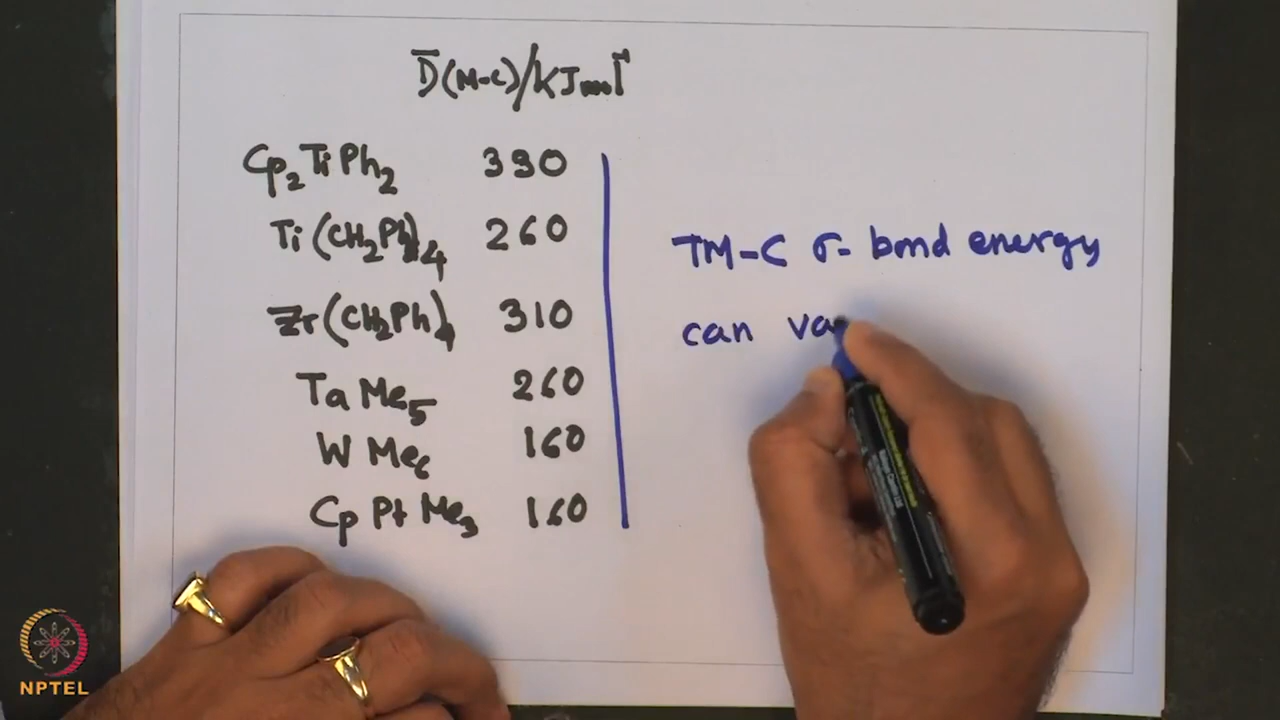 D̄(M-C)/KJmol⁻¹
Cp₂TiPh₂ 330
Ti(CH₂Ph)₄ 260
Zr(CH₂Ph)₄ 310
TaMe₅ 260
WMe₆ 160
CpPtMe₃ 160
TM-C σ- bond energy
can va
NPTEL